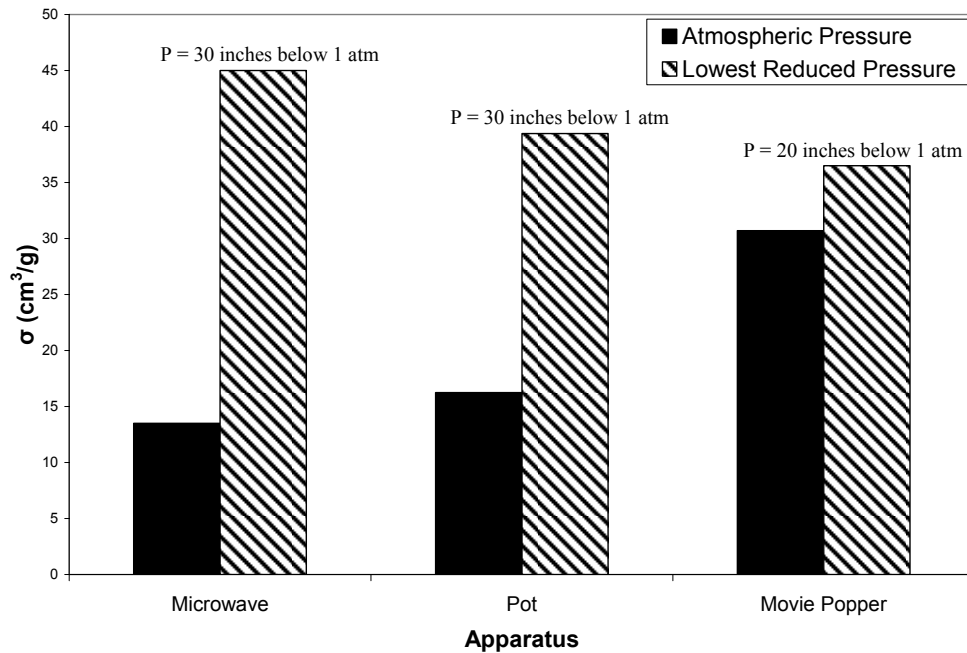 50
45
40
35
30
25
20
15
10
5
0
σ (cm³/g)
P = 30 inches below 1 atm
P = 30 inches below 1 atm
P = 20 inches below 1 atm
Atmospheric Pressure
Lowest Reduced Pressure
Microwave
Pot
Movie Popper
Apparatus